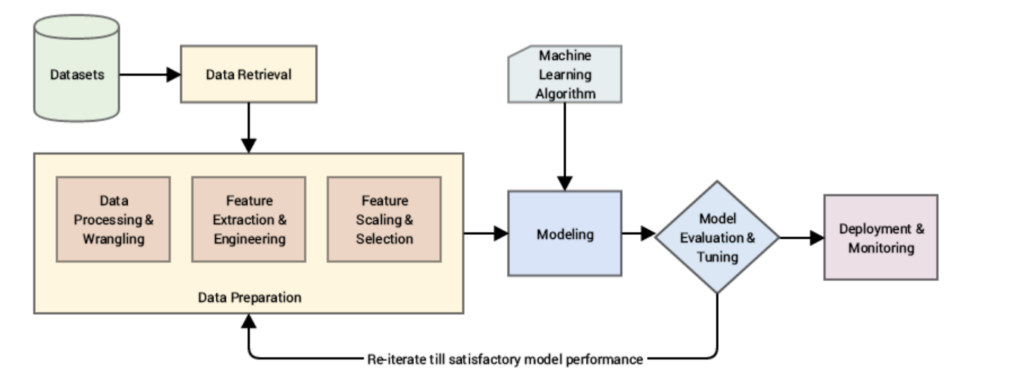 Datasets
Data Retrieval
Machine
Learning
Algorithm
Data
Processing &
Wrangling
Feature
Extraction &
Engineering
Feature
Scaling &
Selection
Data Preparation
Modeling
Model
Evaluation &
Tuning
Deployment &
Monitoring
Re-iterate till satisfactory model performance